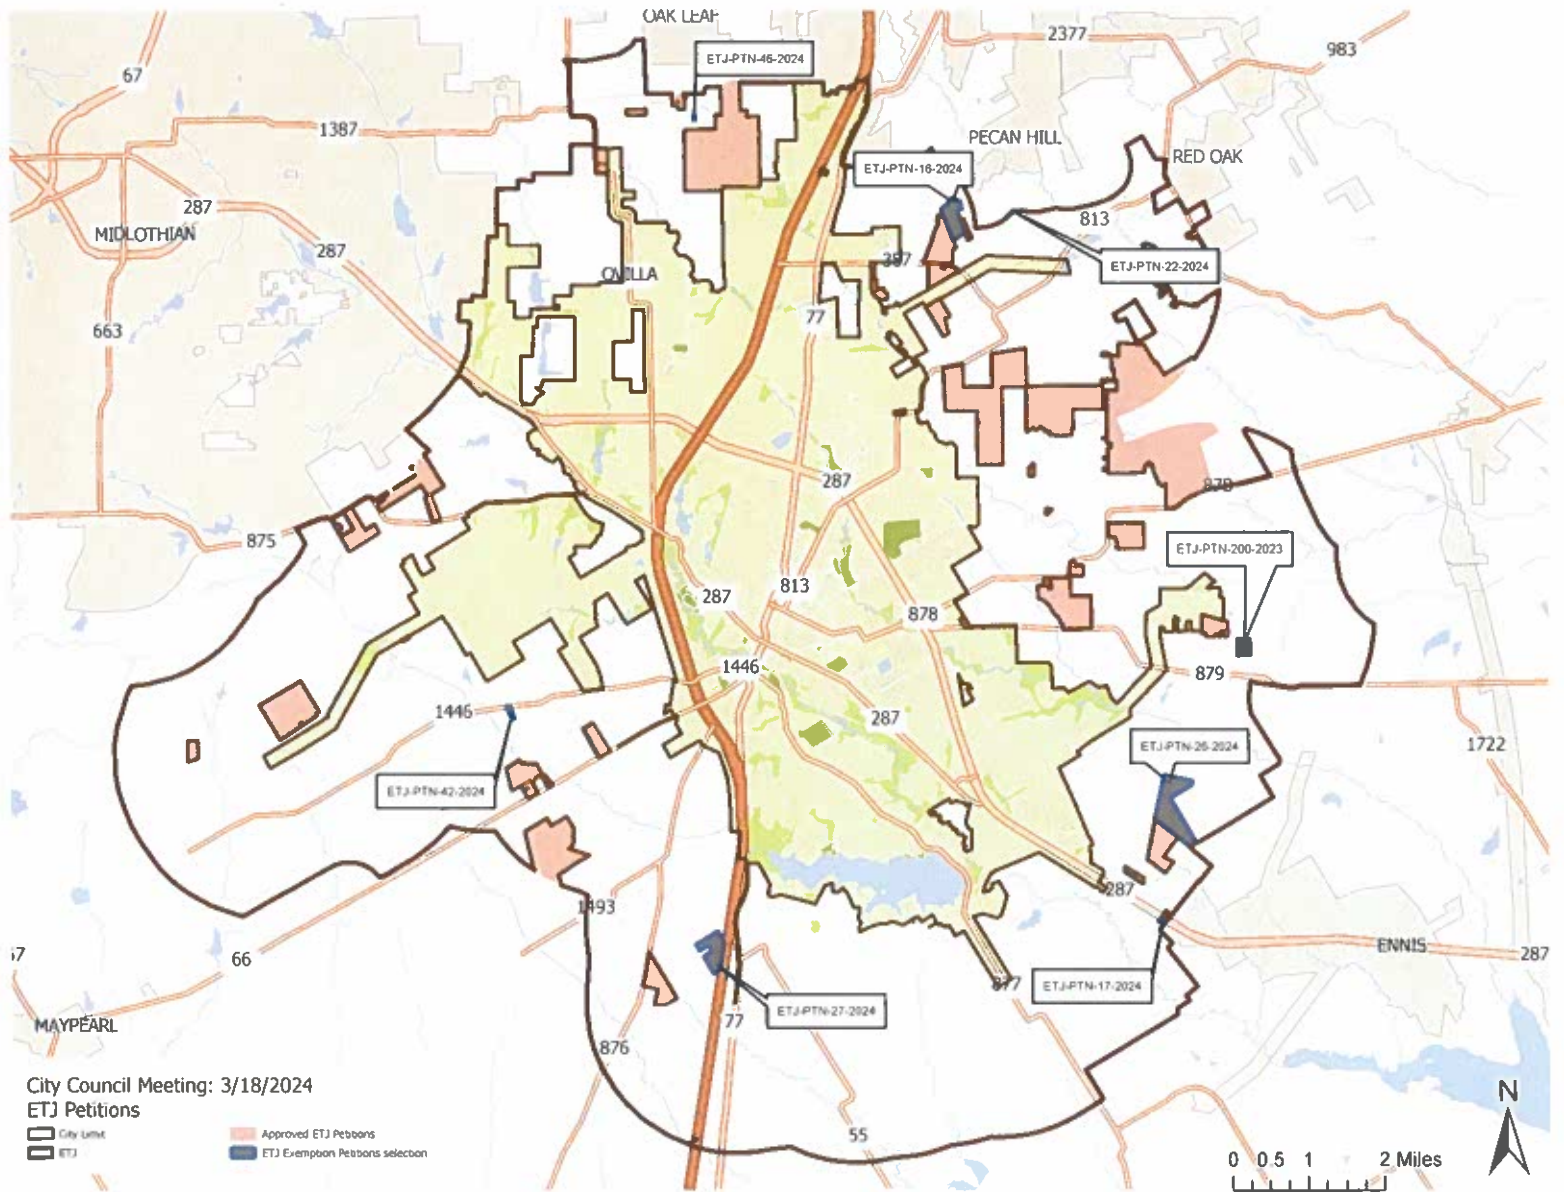 OAK LEAF
2377
983
ETJ-PTN-46-2024
67
1387
PECAN HILL
RED OAK
ETJ-PTN-16-2024
287
MIDLOTHIAN
813
287
387
ETJ-PTN-22-2024
OVILLA
663
77
287
878
875
ETJ-PTN-200-2023
813
287
878
1446
879
1446
287
ETJ-PTN-26-2024
1722
ETJ-PTN-42-2024
287
1493
ENNIS
287
66
57
877
ETJ-PTN-17-2024
ETJ-PTN-27-2024
77
MAYPEARL
876
City Council Meeting: 3/18/2024
ETJ Petitions
City Limit
ETJ
Approved ETJ Petitions
ETJ Exemption Petitions selection
55
N
0 0.5 1 2 Miles